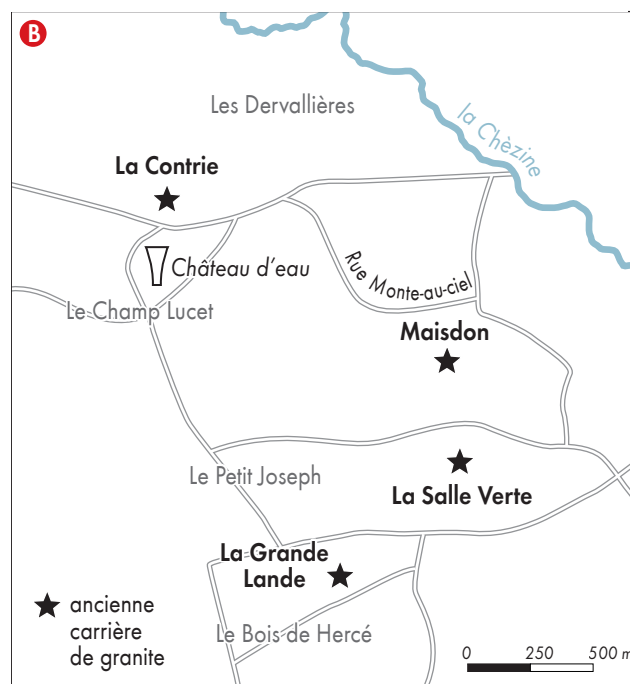 B
Les Dervallières
la Chèzine
La Contrie
Château d'eau
Rue Monte-au-ciel
Le Champ Lucet
Maisdon
Le Petit Joseph
La Salle Verte
La Grande
Lande
Le Bois de Hercé
ancienne
carrière
de granite
0 250 500 m